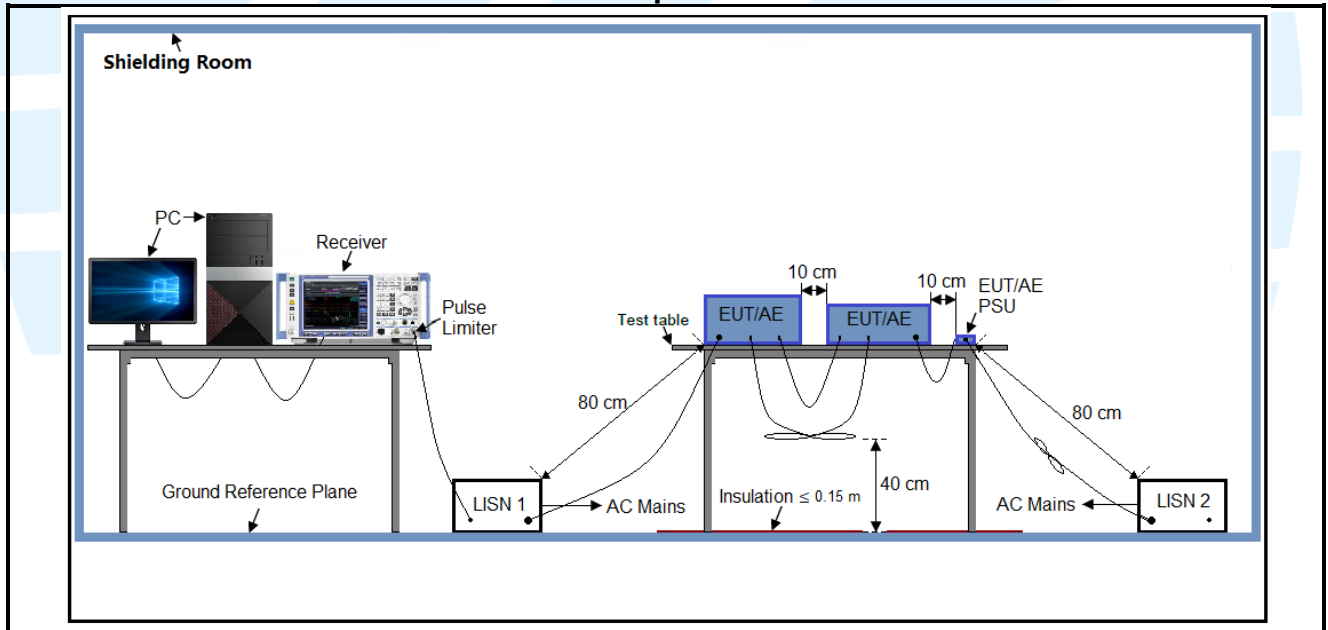 Shielding Room
PC
Receiver
Pulse
Limiter
10 cm
10 cm
EUT/AE
PSU
EUT/AE
EUT/AE
Test table
80 cm
80 cm
Ground Reference Plane
LISN 1
AC Mains
Insulation ≤ 0.15 m
40 cm
AC Mains
LISN 2